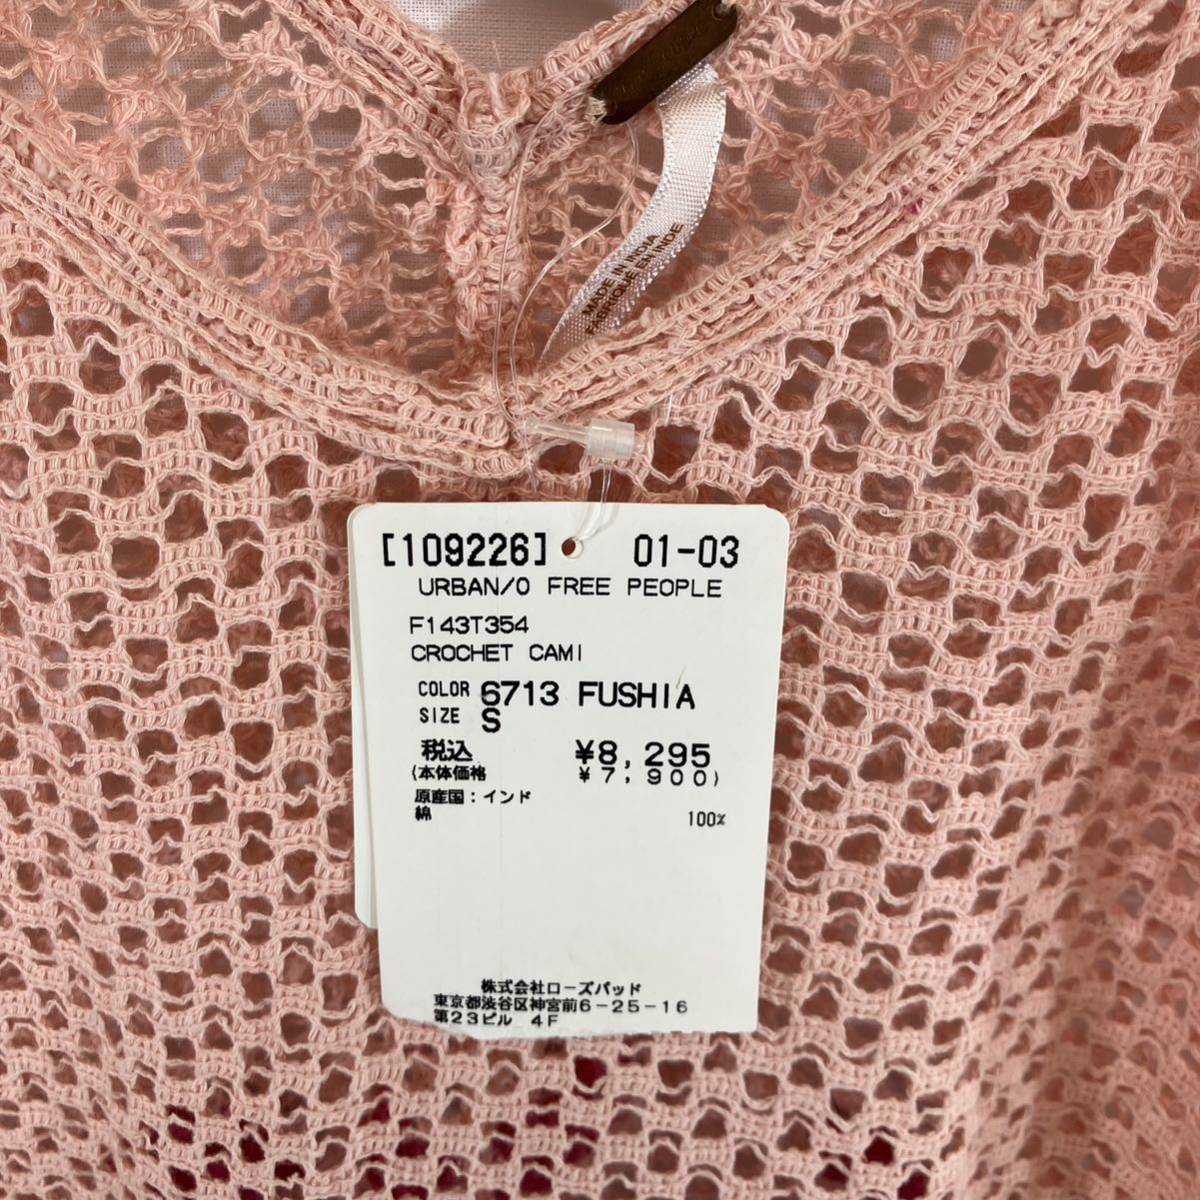 MADE IN INDIA
FABRIQUE EN INDE
[109226] 01-03
URBAN/O FREE PEOPLE
F143T354
CROCHET CAMI
COLOR 6713 FUSHIA
SIZE S
税込 ¥8,295
(本体価格 ¥7,900)
原産国:インド
綿 100%
株式会社ローズバッド
東京都渋谷区神宮前6-25-16
第23ビル 4F